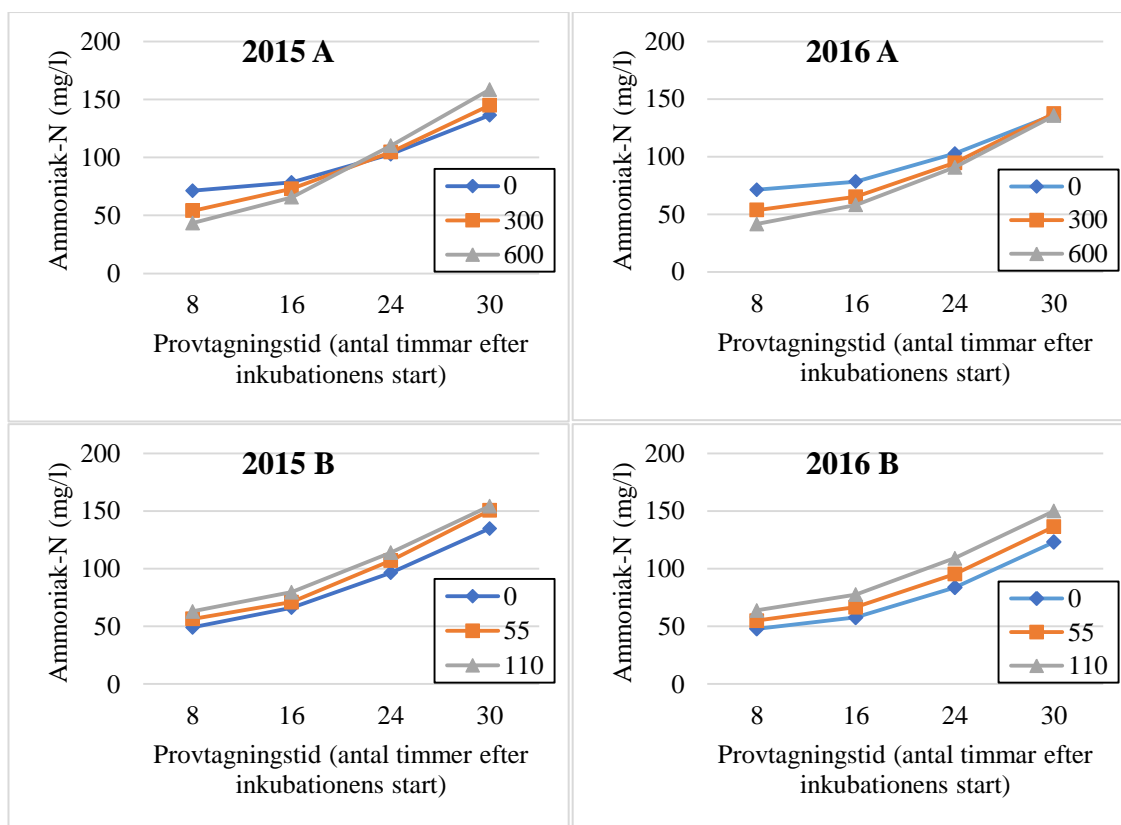 2015 A
Ammoniak-N (mg/l)
200
150
100
50
0
0
300
600
8 16 24 30
Provtagningstid (antal timmar efter
inkubationens start)
2016 A
Ammoniak-N (mg/l)
200
150
100
50
0
0
300
600
8 16 24 30
Provtagningstid (antal timmar efter
inkubationens start)
2015 B
Ammoniak-N (mg/l)
200
150
100
50
0
0
55
110
8 16 24 30
Provtagningstid (antal timmer efter
inkubationens start)
2016 B
Ammoniak-N (mg/l)
200
150
100
50
0
0
55
110
8 16 24 30
Provtagningstid (antal timmar efter
inkubationens start)